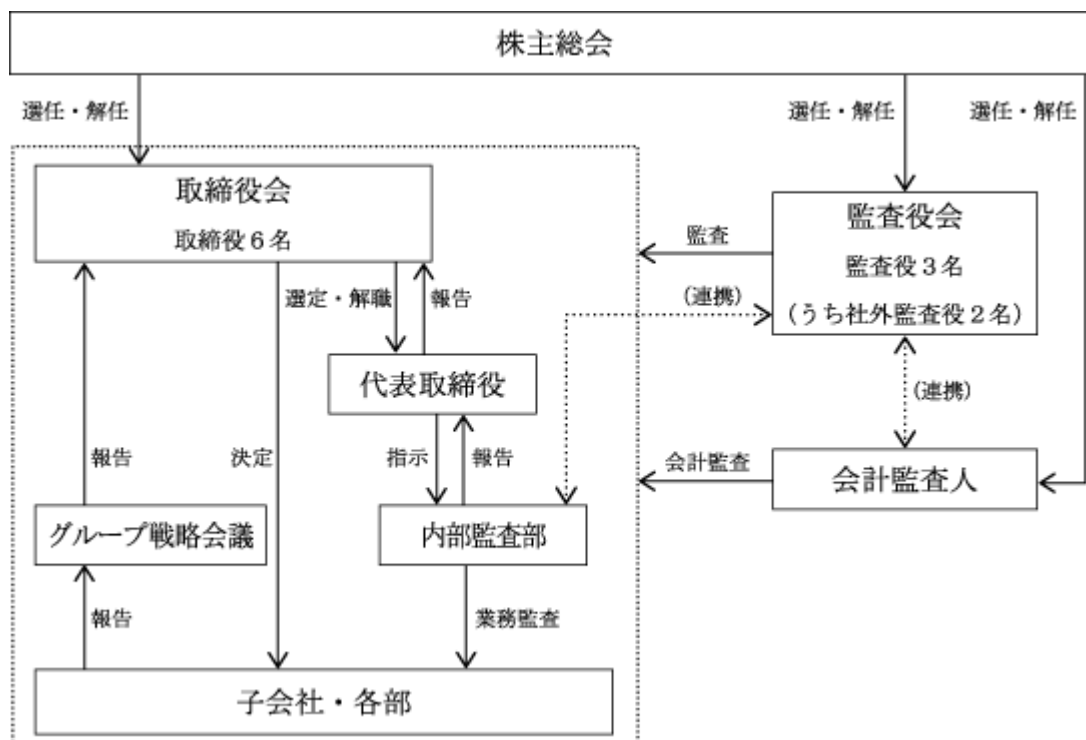 株主総会
選任・解任
選任・解任
選任・解任
取締役会
取締役6名
監査役会
監査役3名
(うち社外監査役2名)
監査
(連携)
選定・解職
報告
代表取締役
(連携)
報告
決定
指示
報告
会計監査
会計監査人
グループ戦略会議
内部監査部
報告
業務監査
子会社・各部